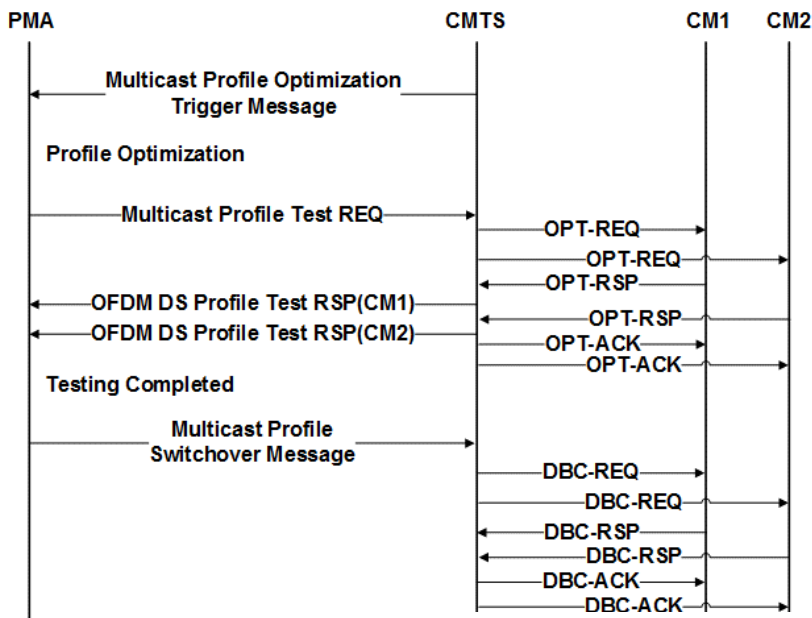 PMA CMTS CM1 CM2
Multicast Profile Optimization
Trigger Message
Profile Optimization
Multicast Profile Test REQ
OPT-REQ
OPT-REQ
OPT-RSP
OFDM DS Profile Test RSP(CM1)
OPT-RSP
OFDM DS Profile Test RSP(CM2)
OPT-ACK
OPT-ACK
Testing Completed
Multicast Profile
Switchover Message
DBC-REQ
DBC-REQ
DBC-RSP
DBC-RSP
DBC-ACK
DBC-ACK